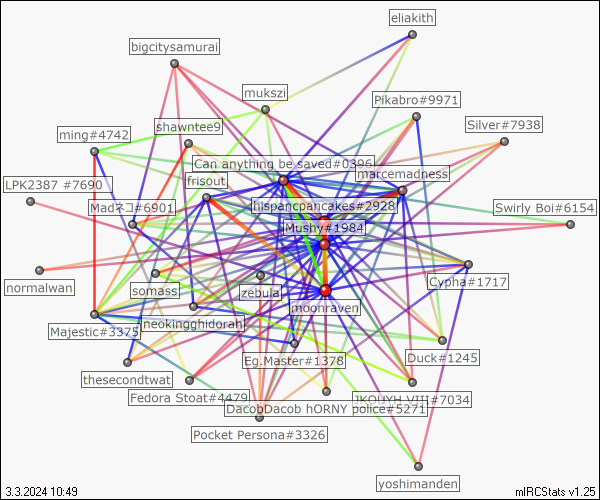 eliakith
bigcitysamurai
mukszi
Pikabro#9971
shawntee9
Silver#7938
ming#4742
Can anything be saved#0396
marcemadness
LPK2387 #7690
frisout
Madネコ#6901
hispancpancakes#2928
Swirly Boi#6154
Mushy#1984
normalwan
somass
zebula
Cypha#1717
moonraven
Majestic#3375
neokingghidorah
Eg.Master#1378
Duck#1245
thesecondtwat
Fedora Stoat#4479
JKOUYH VIII#7034
DacobDacob hORNY police#5271
Pocket Persona#3326
yoshimanden
3.3.2024 10:49
mIRCStats v1.25